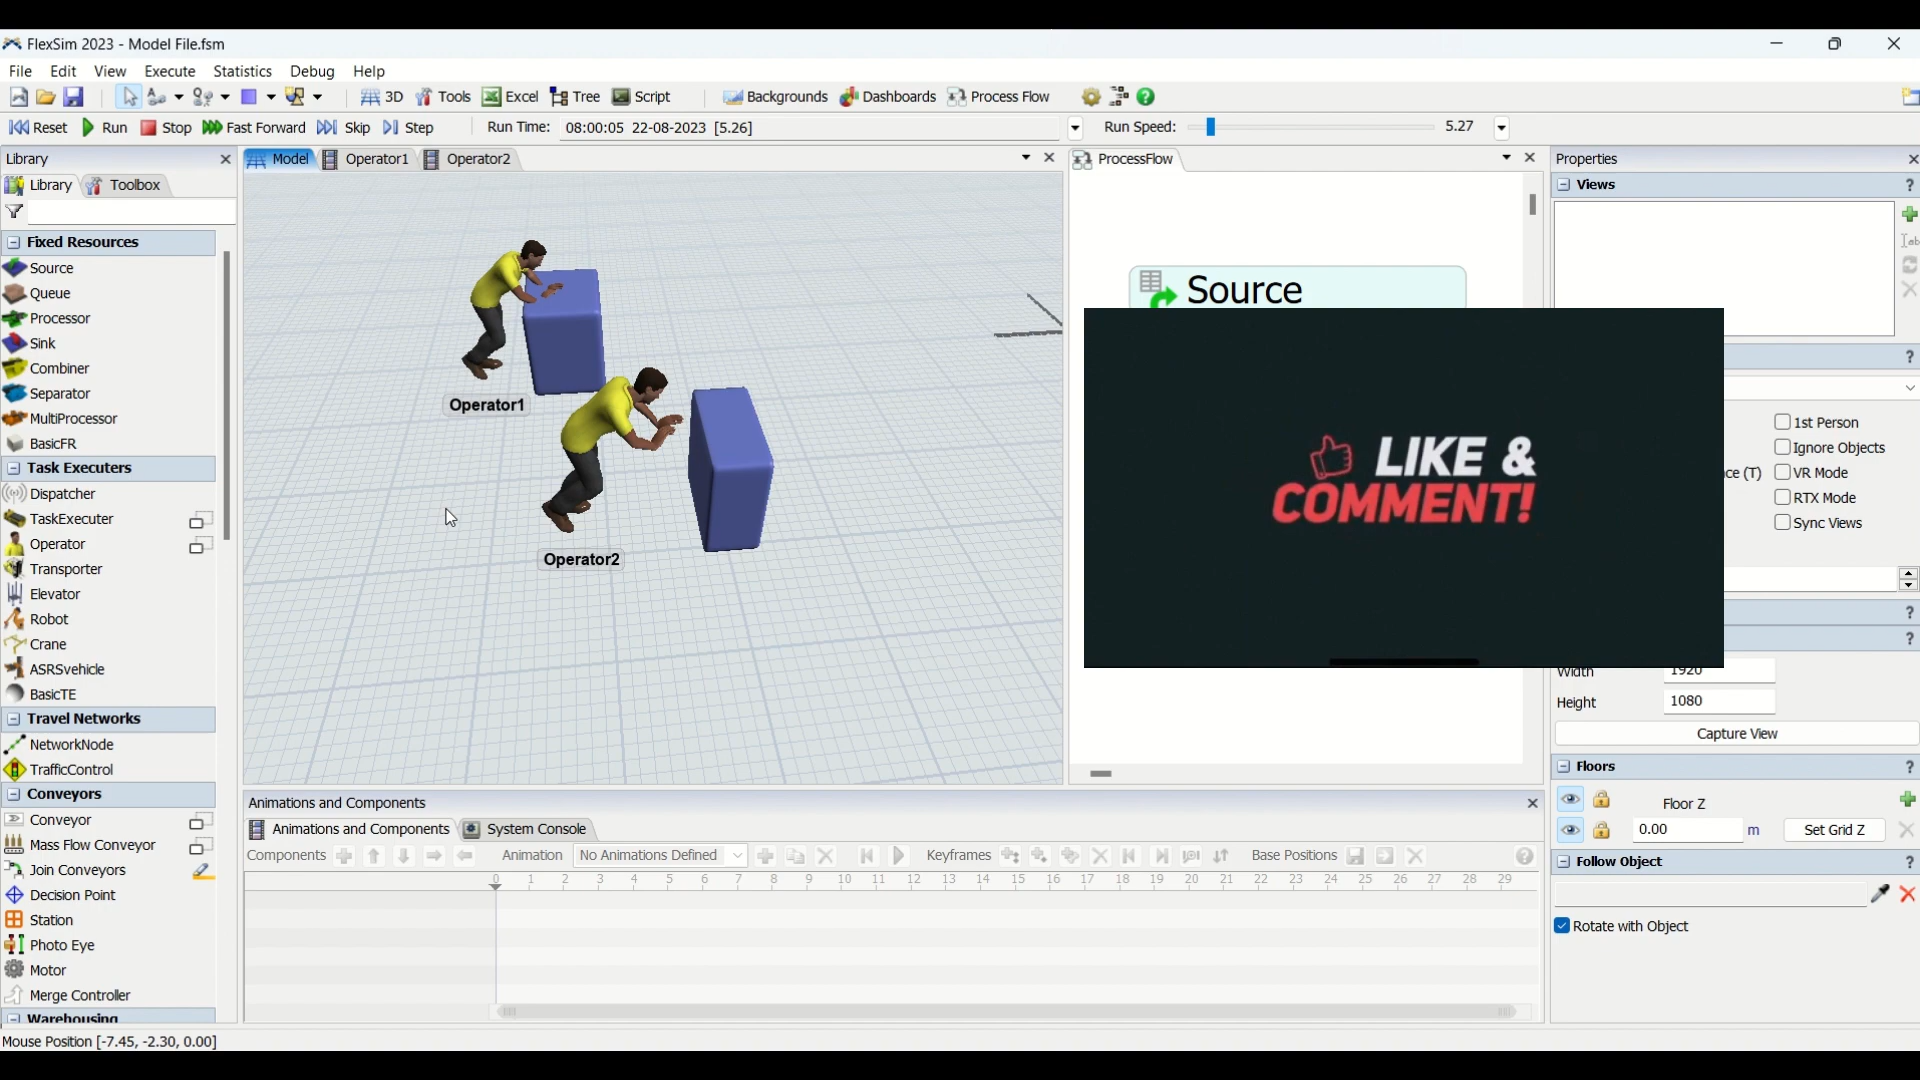 FlexSim 2023 - Model File.fsm
File Edit View Execute Statistics Debug Help
3D Tools Excel Tree Script Backgrounds Dashboards Process Flow
Reset Run Stop Fast Forward Skip Step Run Time: 08:00:05 22-08-2023 [5.26] Run Speed: 5.27
Library
Library Toolbox
Fixed Resources
Source
Queue
Processor
Sink
Combiner
Separator
MultiProcessor
BasicFR
Task Executers
Dispatcher
TaskExecuter
Operator
Transporter
Elevator
Robot
Crane
ASRSvehicle
BasicTE
Travel Networks
NetworkNode
TrafficControl
Conveyors
Conveyor
Mass Flow Conveyor
Join Conveyors
Decision Point
Station
Photo Eye
Motor
Merge Controller
Warehousing
Mouse Position [-7.45, -2.30, 0.00]
Model Operator1 Operator2
Operator1
Operator2
ProcessFlow
Source
LIKE &
COMMENT!
Properties
Views
1st Person
Ignore Objects
ce (T) VR Mode
RTX Mode
Sync Views
Width 1920
Height 1080
Capture View
Floors
Floor Z
0.00 m Set Grid Z
Follow Object
Rotate with Object
Animations and Components
Animations and Components System Console
Components Animation No Animations Defined Keyframes Base Positions
0 1 2 3 4 5 6 7 8 9 10 11 12 13 14 15 16 17 18 19 20 21 22 23 24 25 26 27 28 29